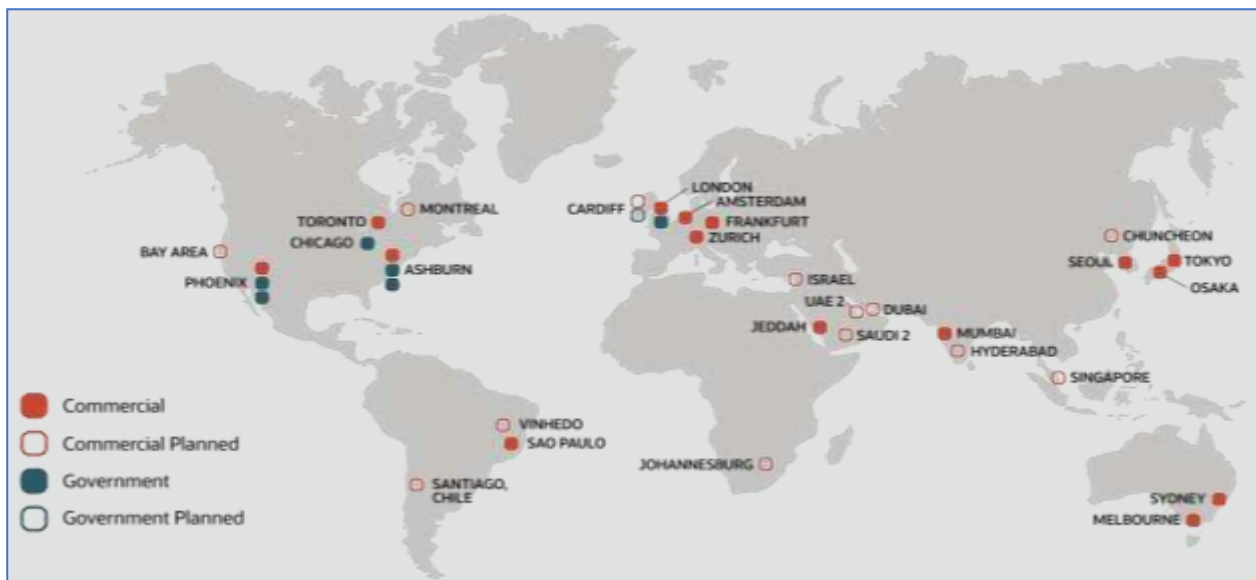 LONDON
AMSTERDAM
CARDIFF
FRANKFURT
ZURICH
TORONTO
MONTREAL
CHICAGO
BAY AREA
ASHBURN
PHOENIX
CHUNCHEON
SEOUL
TOKYO
OSAKA
ISRAEL
UAE 2
DUBAI
JEDDAH
SAUDI 2
MUMBAI
HYDERABAD
SINGAPORE
Commercial
Commercial Planned
Government
Government Planned
VINHEDO
SAO PAULO
SANTIAGO,
CHILE
JOHANNESBURG
SYDNEY
MELBOURNE